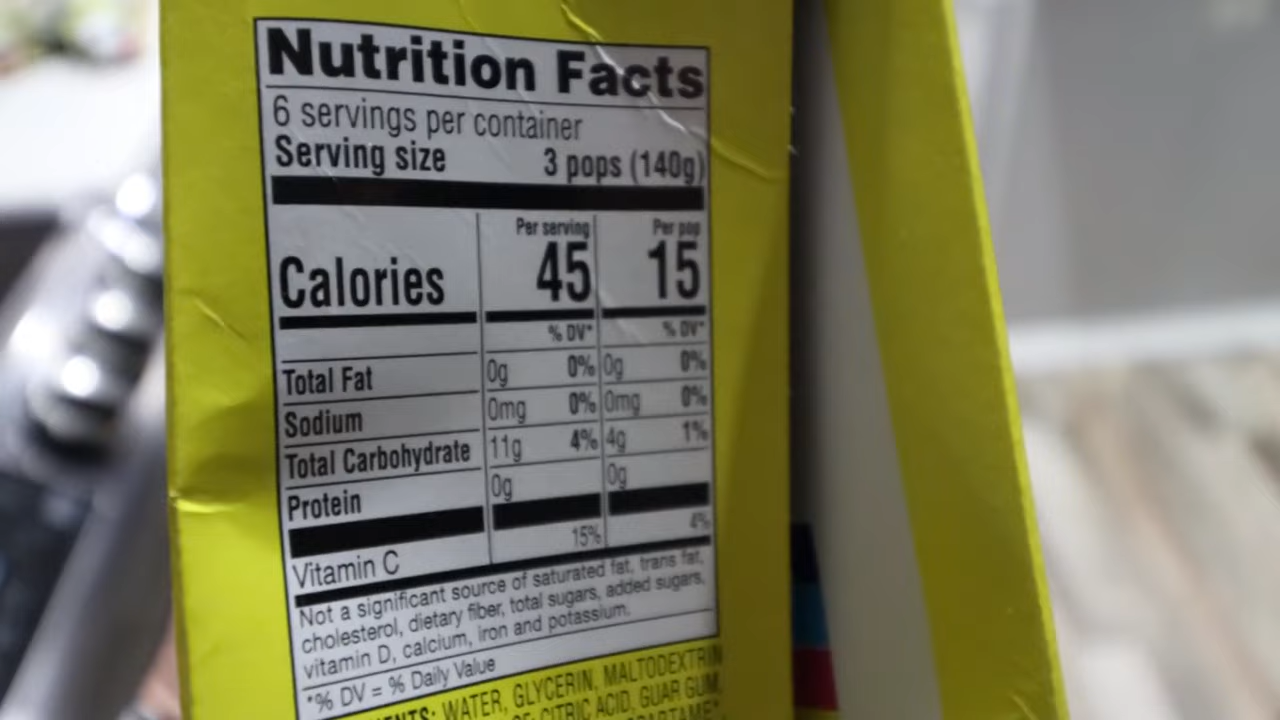 Nutrition Facts
6 servings per container
Serving size 3 pops (140g)
Per serving Per pop
Calories 45 15
% DV* % DV*
Total Fat 0g 0% 0g 0%
Sodium 0mg 0% 0mg 0%
Total Carbohydrate 11g 4% 4g 1%
Protein 0g 0g
Vitamin C 15% 4%
Not a significant source of saturated fat, trans fat,
cholesterol, dietary fiber, total sugars, added sugars,
vitamin D, calcium, iron and potassium.
*% DV = % Daily Value
WATER, GLYCERIN, MALTODEXTRIN
CITRIC ACID, GUAR GUM,